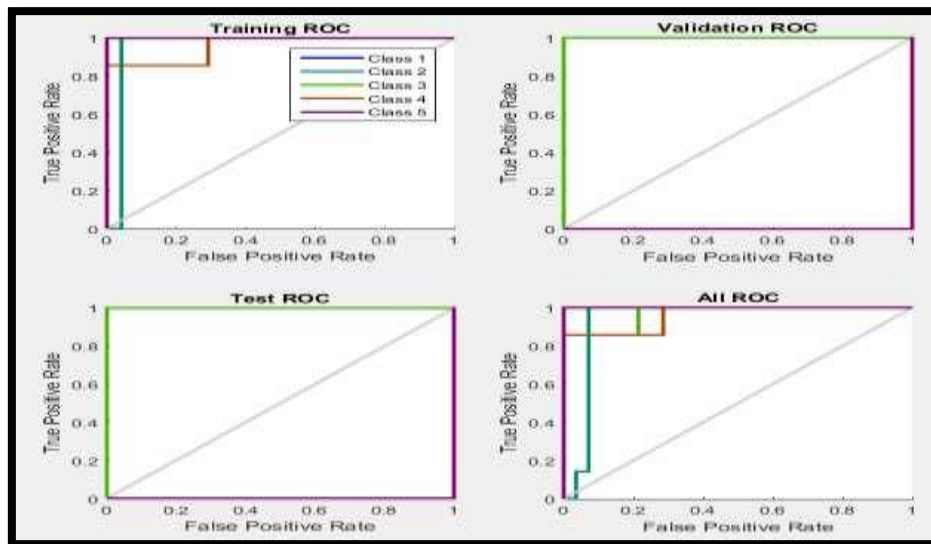 Training ROC
1
0.8
0.6
0.4
0.2
0
True Positive Rate
Class 1
Class 2
Class 3
Class 4
Class 5
0 0.2 0.4 0.6 0.8 1
False Positive Rate
Validation ROC
1
0.8
0.6
0.4
0.2
0
True Positive Rate
0 0.2 0.4 0.6 0.8 1
False Positive Rate
Test ROC
1
0.8
0.6
0.4
0.2
0
True Positive Rate
0 0.2 0.4 0.6 0.8 1
False Positive Rate
All ROC
1
0.8
0.6
0.4
0.2
0
True Positive Rate
0 0.2 0.4 0.6 0.8 1
False Positive Rate